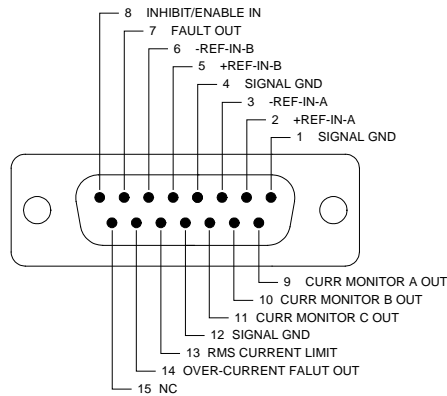 8 INHIBIT/ENABLE IN
7 FAULT OUT
6 -REF-IN-B
5 +REF-IN-B
4 SIGNAL GND
3 -REF-IN-A
2 +REF-IN-A
1 SIGNAL GND
9 CURR MONITOR A OUT
10 CURR MONITOR B OUT
11 CURR MONITOR C OUT
12 SIGNAL GND
13 RMS CURRENT LIMIT
14 OVER-CURRENT FALUT OUT
15 NC